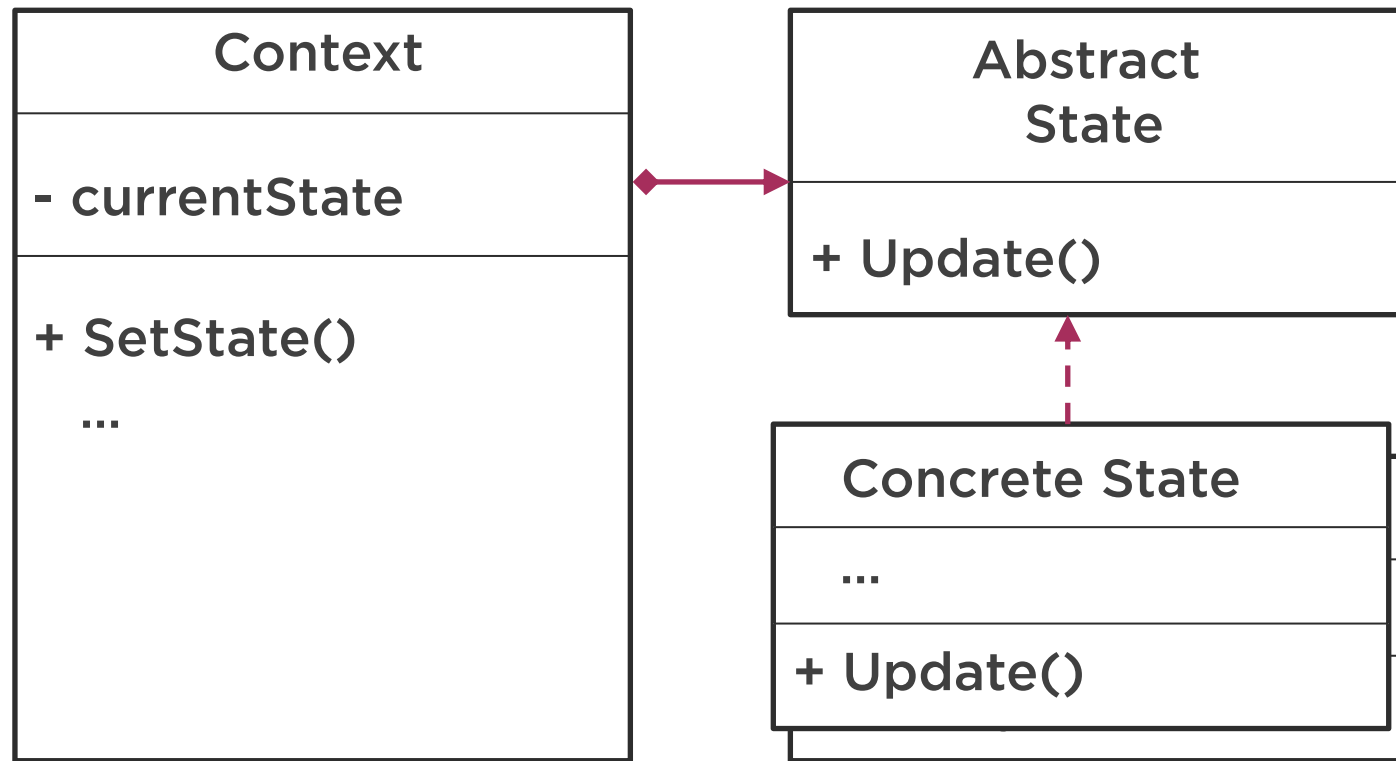 Context
- currentState
+ SetState()
...
Abstract
State
+ Update()
Concrete State
...
+ Update()